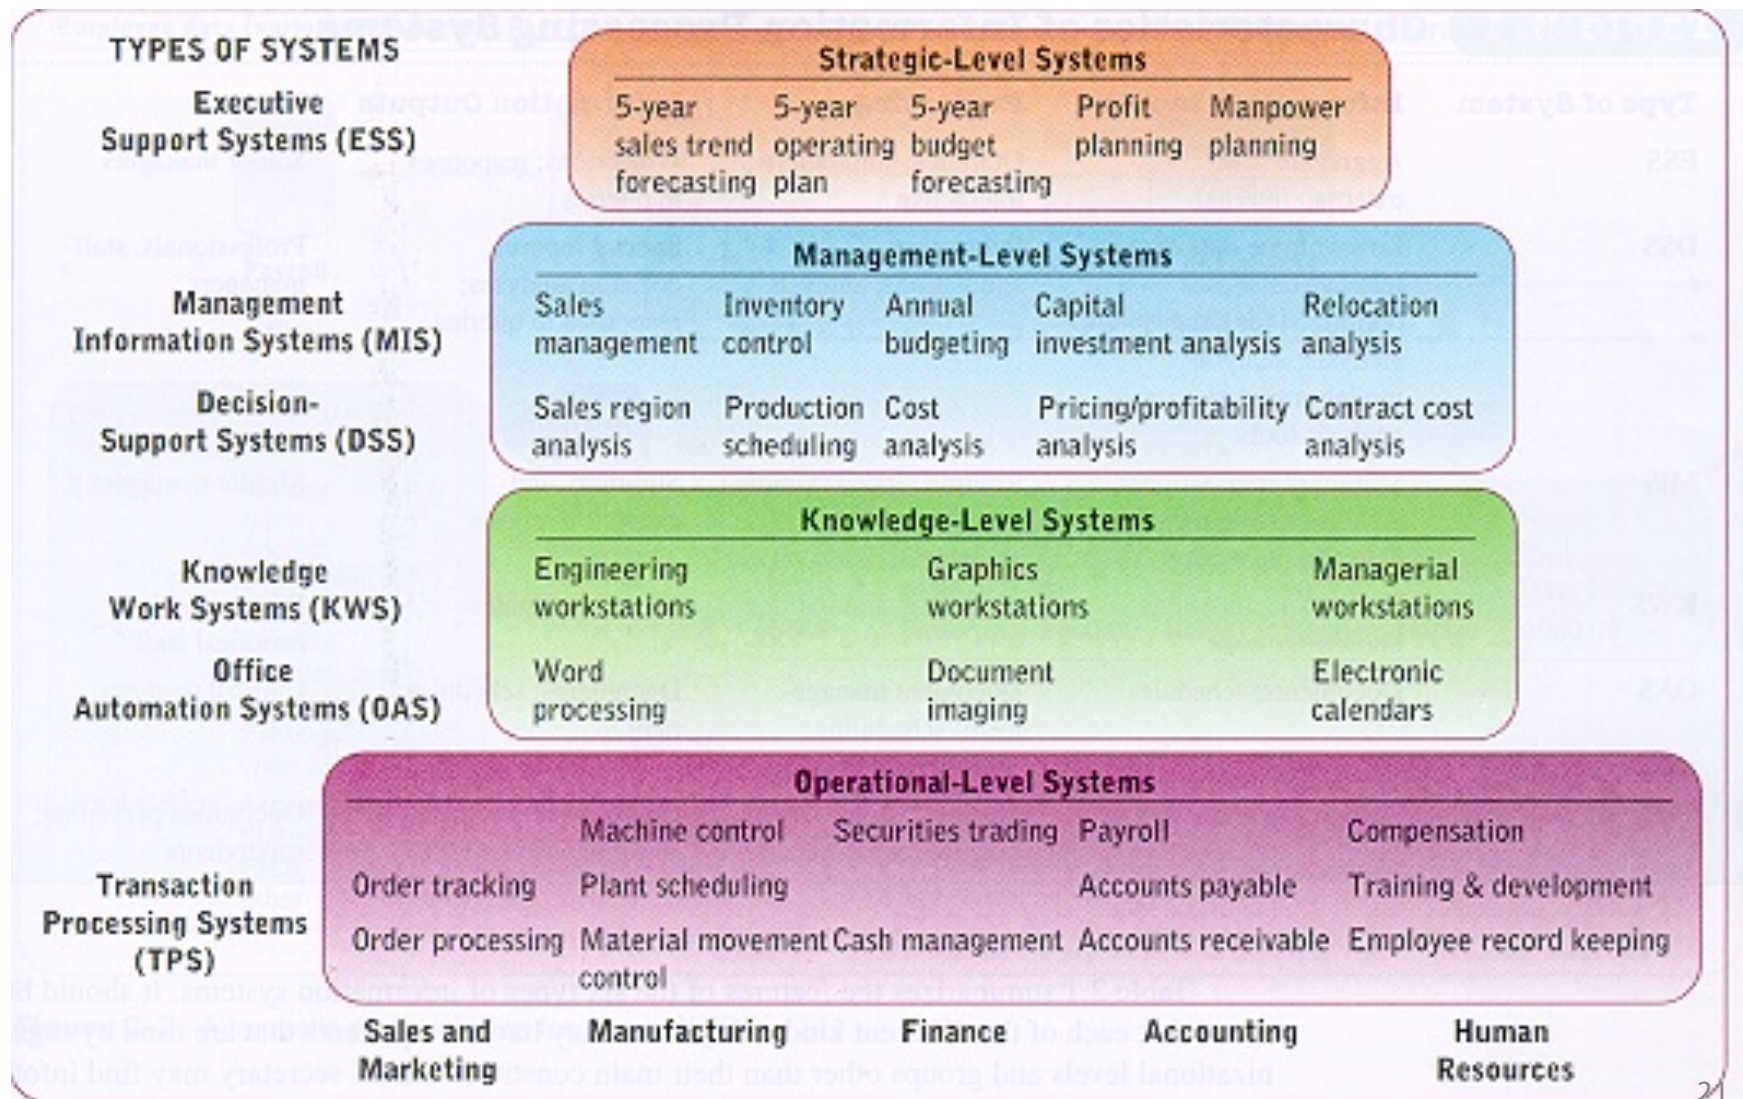 TYPES OF SYSTEMS
Executive
Support Systems (ESS)
Strategic-Level Systems
5-year 5-year 5-year Profit Manpower
sales trend operating budget planning planning
forecasting plan forecasting
Management-Level Systems
Management
Information Systems (MIS)
Sales Inventory Annual Capital Relocation
management control budgeting investment analysis analysis
Decision-
Support Systems (DSS)
Sales region Production Cost Pricing/profitability Contract cost
analysis scheduling analysis analysis analysis
Knowledge-Level Systems
Knowledge
Work Systems (KWS)
Engineering Graphics Managerial
workstations workstations workstations
Office
Automation Systems (OAS)
Word Document Electronic
processing imaging calendars
Operational-Level Systems
Machine control Securities trading Payroll Compensation
Transaction
Processing Systems
(TPS)
Order tracking Plant scheduling Accounts payable Training & development
Order processing Material movement Cash management Accounts receivable Employee record keeping
control
Sales and Manufacturing Finance Accounting Human
Marketing Resources
21